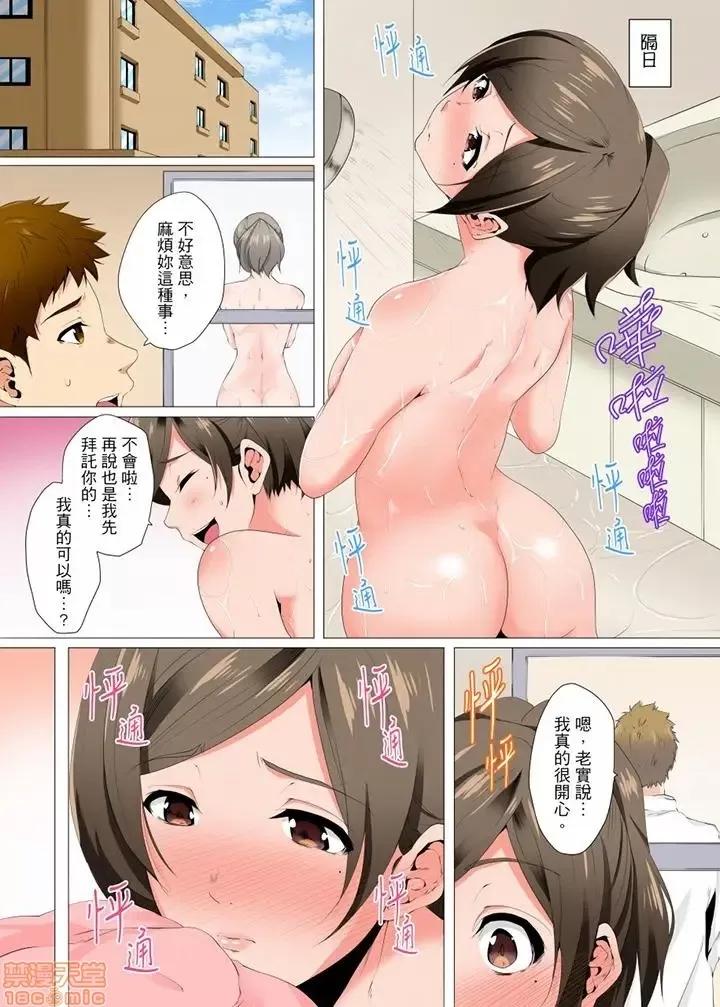 隔日
怦通
怦通
怦通
怦通
嘩啦啦啦啦
不好意思，
麻煩妳這種事…
不會啦…
再說也是我先
拜託你的…
我真的可以嗎…？
怦
怦
嗯，老實說…
我真的很開心。
怦通
怦通
怦通
怦通
禁漫天堂
18comic